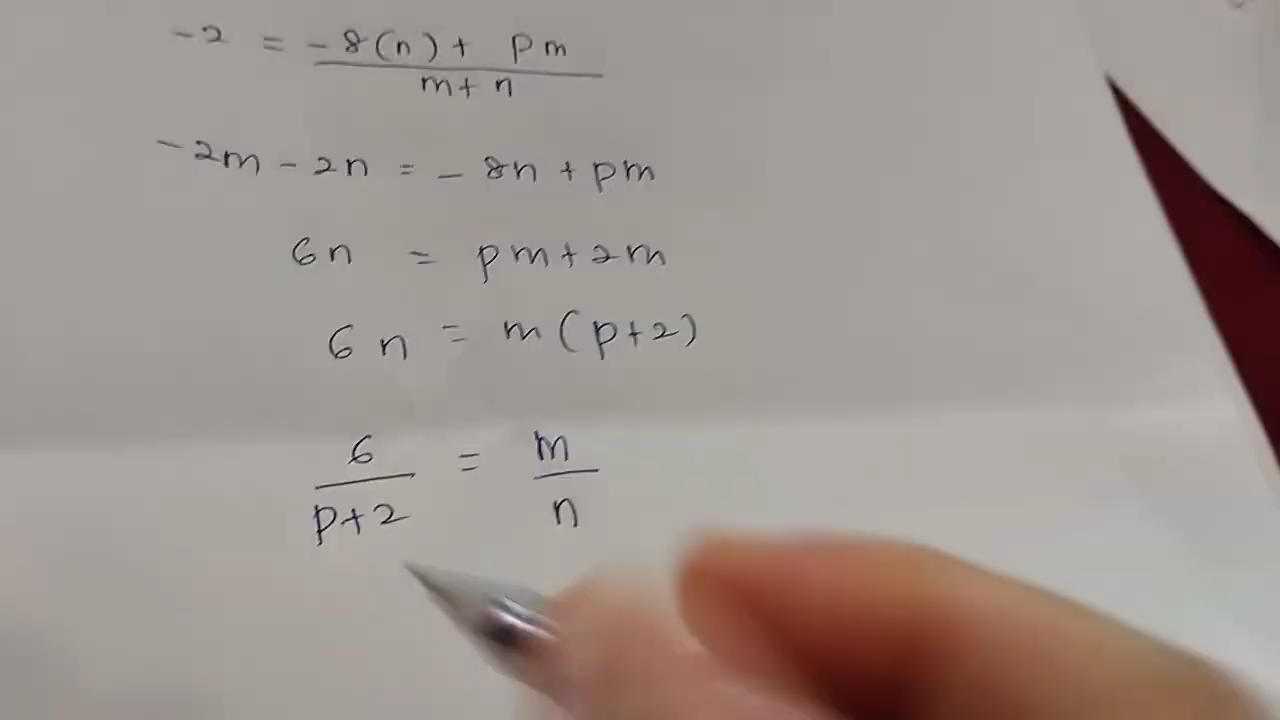 -2 = -8(n) + pm / m+n
-2m - 2n = -8n + pm
6n = pm + 2m
6n = m(p+2)
6 / p+2 = m / n